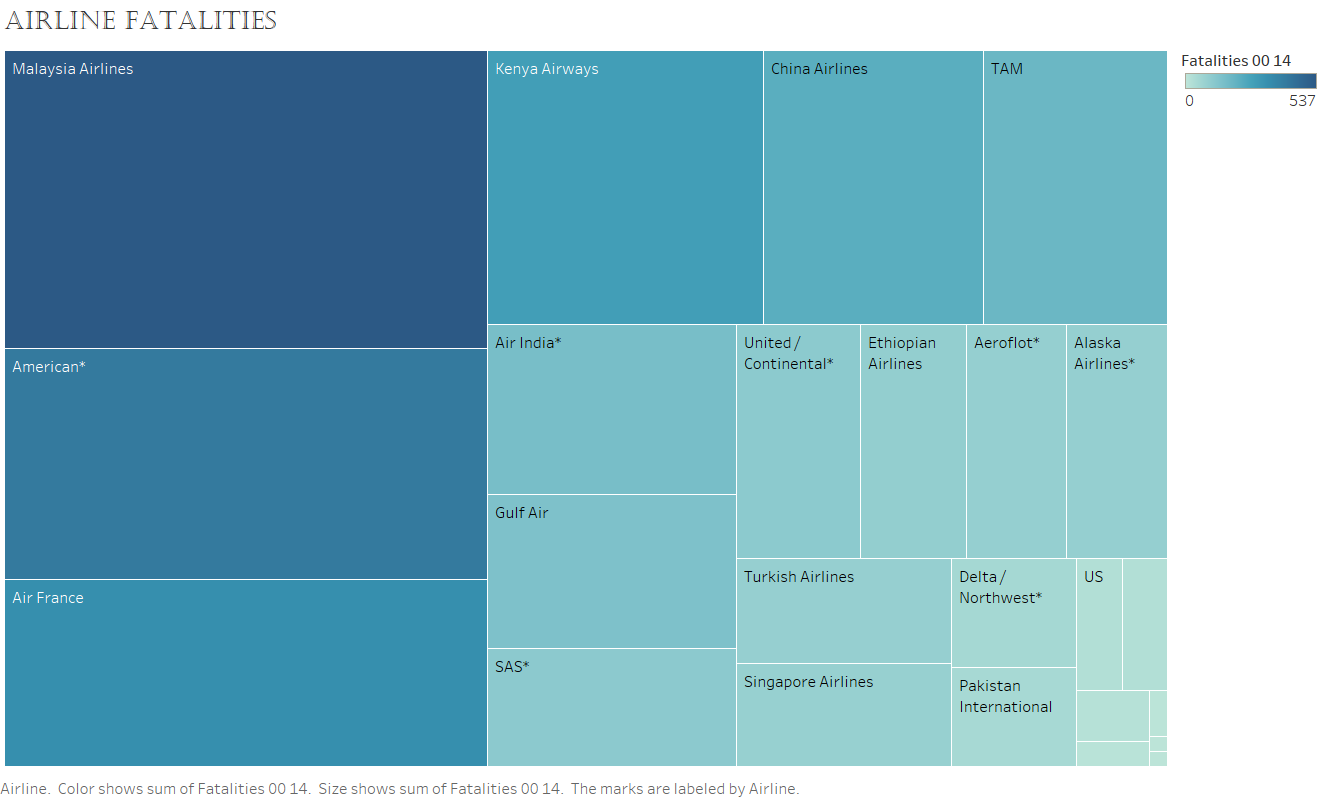 AIRLINE FATALITIES
Malaysia Airlines
Kenya Airways
China Airlines
TAM
Fatalities 00 14
0
537
American*
Air India*
United /
Continental*
Ethiopian
Airlines
Aeroflot*
Alaska
Airlines*
Gulf Air
Air France
Turkish Airlines
Delta /
Northwest*
US
SAS*
Singapore Airlines
Pakistan
International
Airline.  Color shows sum of Fatalities 00 14.  Size shows sum of Fatalities 00 14.  The marks are labeled by Airline.